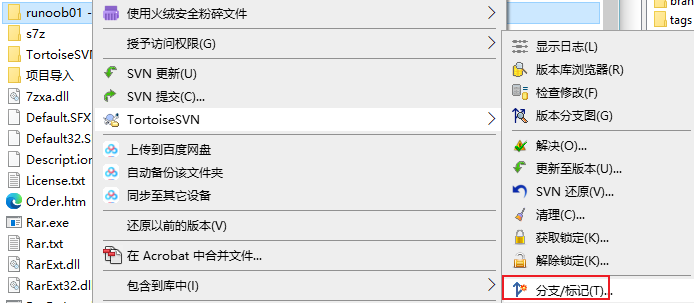 runoob01 -
s7z
TortoiseSVN
项目导入
7zxa.dll
Default.SFX
Default32.S
Descript.ion
License.txt
Order.htm
Rar.exe
Rar.txt
RarExt.dll
RarExt32.dl
使用火绒安全粉碎文件
授予访问权限(G)
SVN 更新(U)
SVN 提交(C)...
TortoiseSVN
上传到百度网盘
自动备份该文件夹
同步至其它设备
还原以前的版本(V)
在 Acrobat 中合并文件...
包含到库中(I)
bran
tags
显示日志(L)
版本库浏览器(R)
检查修改(F)
版本分支图(G)
解决(O)...
更新至版本(U)...
SVN 还原(V)...
清理(C)...
获取锁定(K)...
解除锁定(K)...
分支/标记(T)...